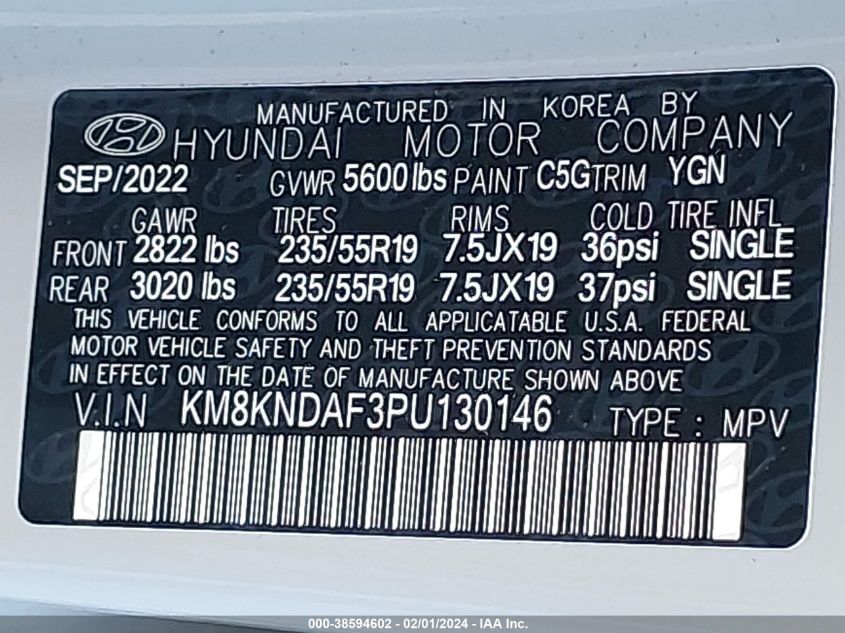 MANUFACTURED IN KOREA BY
HYUNDAI MOTOR COMPANY
SEP/2022 GVWR 5600 lbs PAINT C5G TRIM YGN
GAWR TIRES RIMS COLD TIRE INFL
FRONT 2822 lbs 235/55R19 7.5JX19 36psi SINGLE
REAR 3020 lbs 235/55R19 7.5JX19 37psi SINGLE
THIS VEHICLE CONFORMS TO ALL APPLICATABLE U.S.A. FEDERAL
MOTOR VEHICLE SAFETY AND THEFT PREVENTION STANDARDS
IN EFFECT ON THE DATE OF MANUFACTURE SHOWN ABOVE
V.I.N KM8KNDAF3PU130146 TYPE : MPV
000-38594602 - 02/01/2024 - IAA Inc.